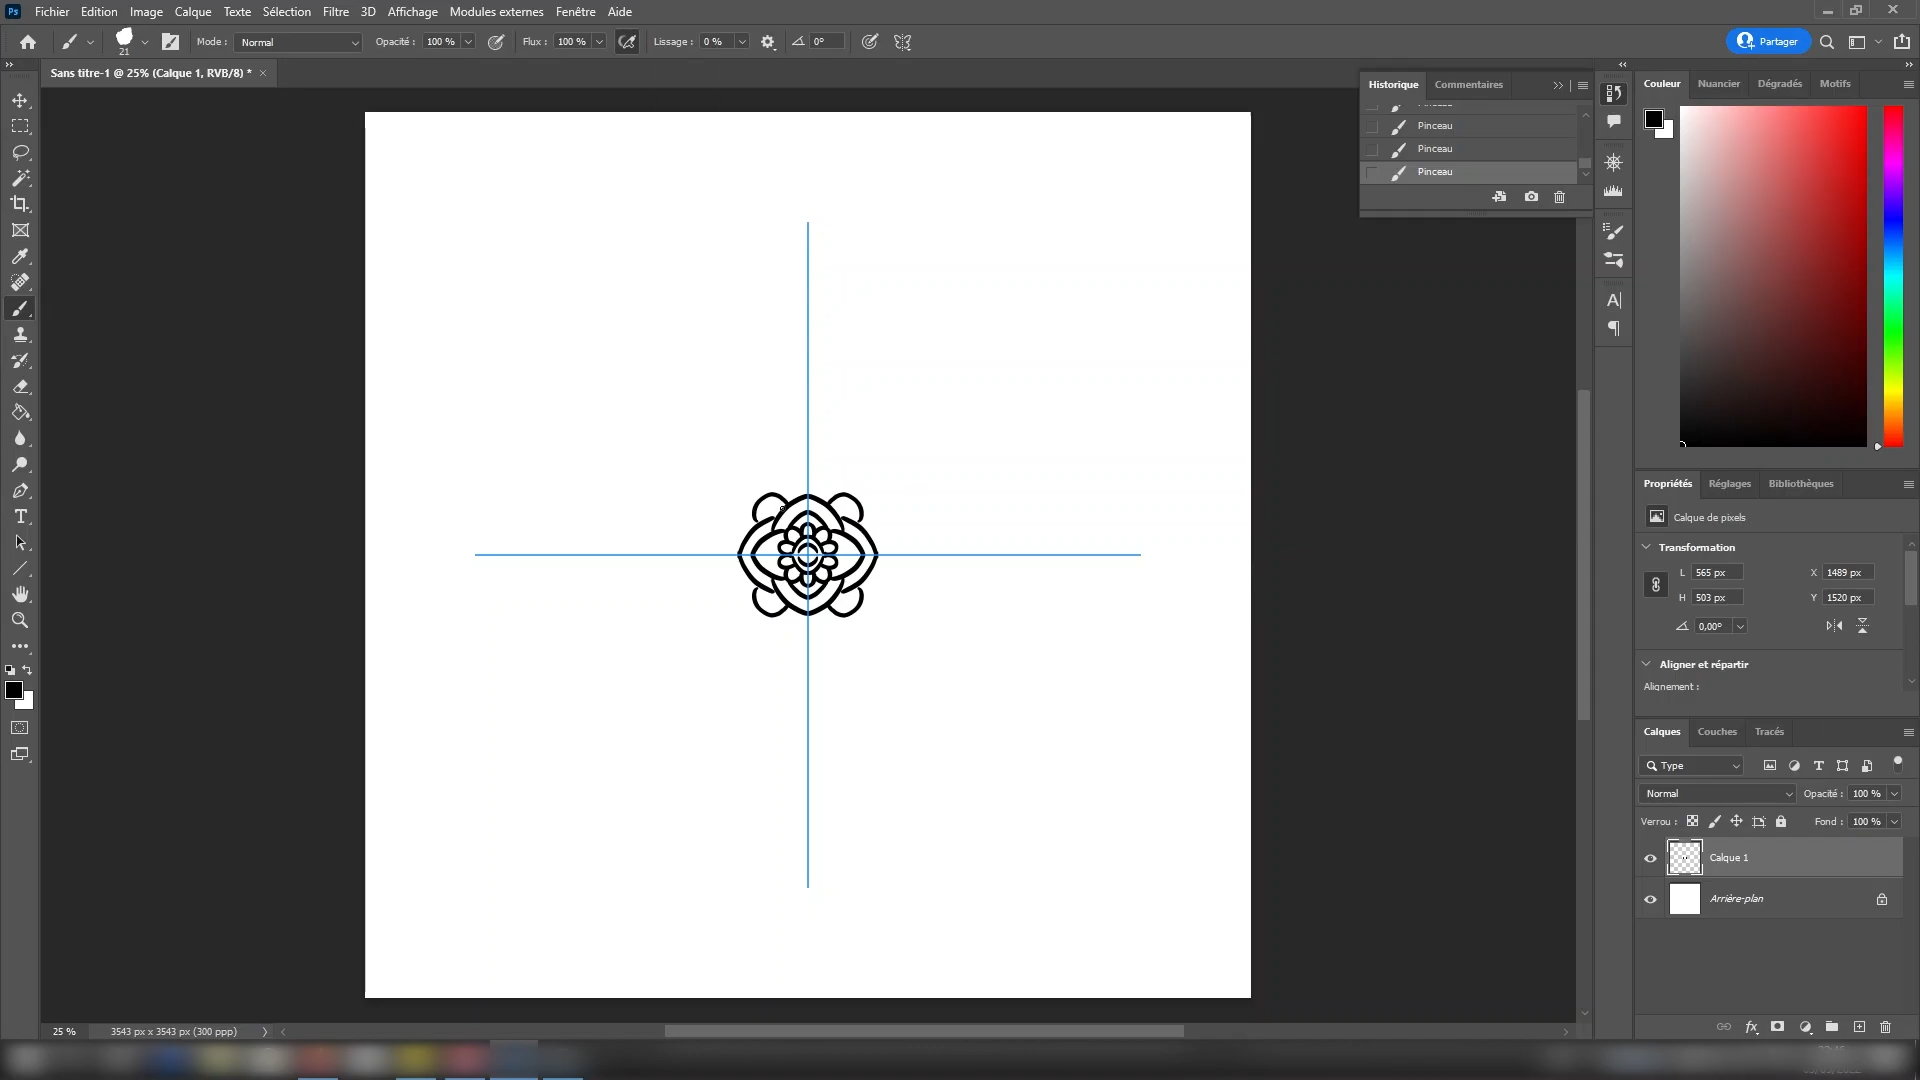 Ps Fichier Edition Image Calque Texte Sélection Filtre 3D Affichage Modules externes Fenêtre Aide
21 Mode : Normal Opacité : 100 % Flux : 100 % Lissage : 0 % 0° Partager
Sans titre-1 @ 25% (Calque 1, RVB/8) *
Historique Commentaires
Pinceau
Pinceau
Pinceau
Pinceau
Couleur Nuancier Dégradés Motifs
Propriétés Réglages Bibliothèques
Calque de pixels
Transformation
L 565 px X 1489 px
H 503 px Y 1520 px
0,00°
Aligner et répartir
Alignement :
Calques Couches Tracés
Type
Normal Opacité : 100 %
Verrou : Fond : 100 %
Calque 1
Arrière-plan
25 % 3543 px x 3543 px (300 ppp)